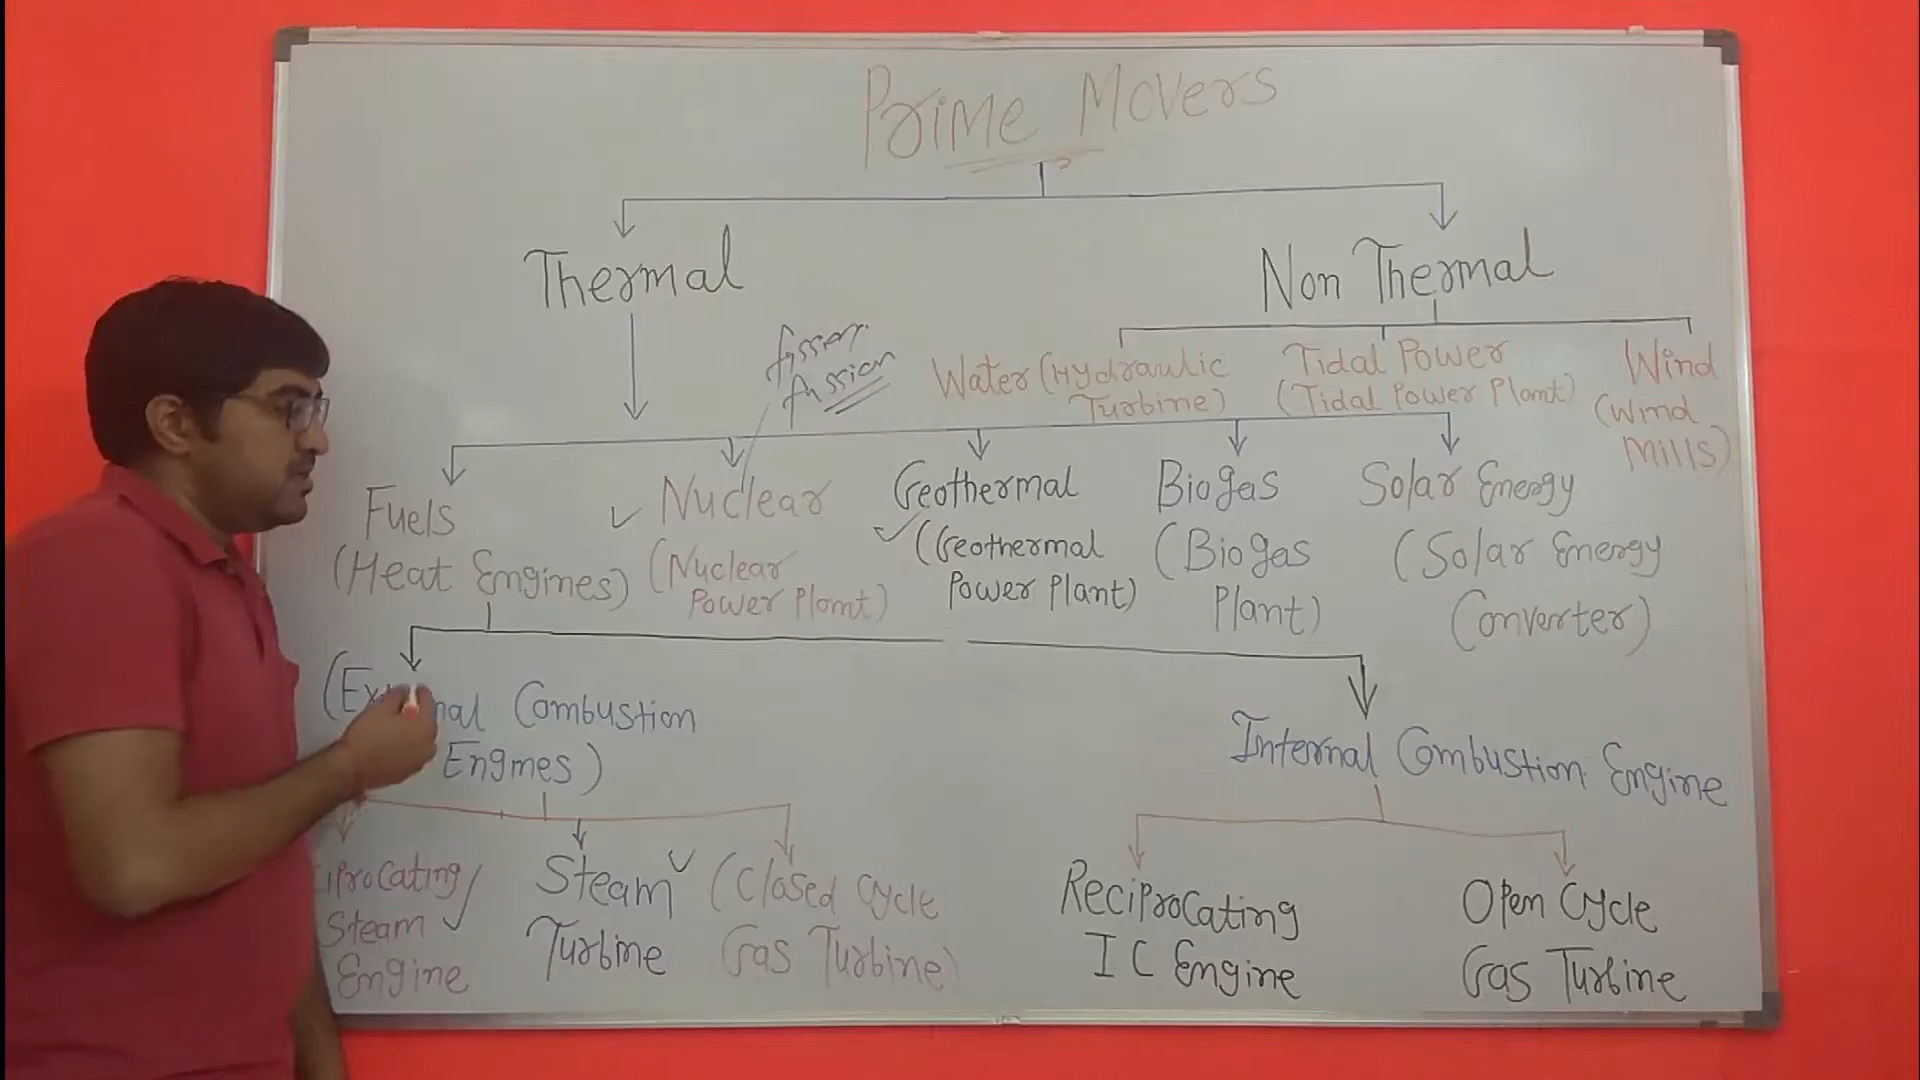 Prime Movers
Thermal
Non Thermal
fission
fussion
Water (Hydraulic
Turbine)
Tidal Power
(Tidal Power Plant)
Wind
(Wind
Mills)
Fuels
(Heat Engines)
Nuclear
(Nuclear
Power Plant)
Geothermal
(Geothermal
Power Plant)
Biogas
(Biogas
Plant)
Solar Energy
(Solar Energy
Converter)
Combustion
Engines)
Internal Combustion Engine
Steam
Engine
Steam
Turbine
(Closed Cycle
Gas Turbine)
Reciprocating
IC Engine
Open Cycle
Gas Turbine